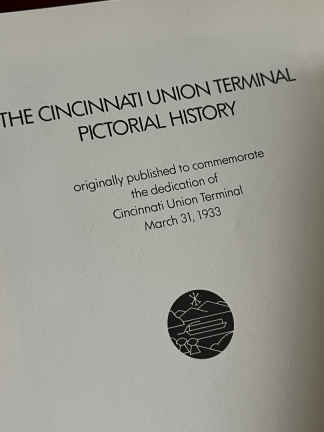 THE CINCINNATI UNION TERMINAL
PICTORIAL HISTORY
originally published to commemorate
the dedication of
Cincinnati Union Terminal
March 31, 1933